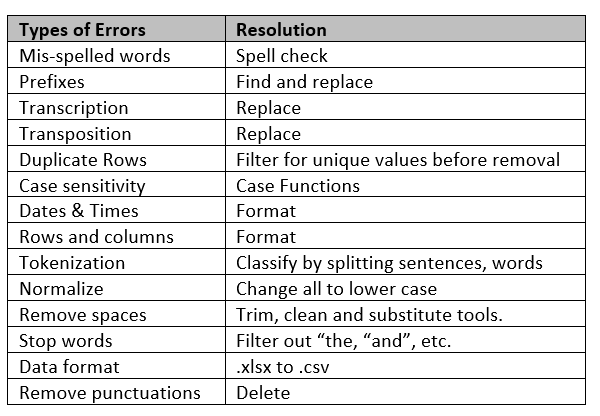 Types of Errors Resolution
Mis-spelled words Spell check
Prefixes Find and replace
Transcription Replace
Transposition Replace
Duplicate Rows Filter for unique values before removal
Case sensitivity Case Functions
Dates & Times Format
Rows and columns Format
Tokenization Classify by splitting sentences, words
Normalize Change all to lower case
Remove spaces Trim, clean and substitute tools.
Stop words Filter out “the, “and”, etc.
Data format .xlsx to .csv
Remove punctuations Delete